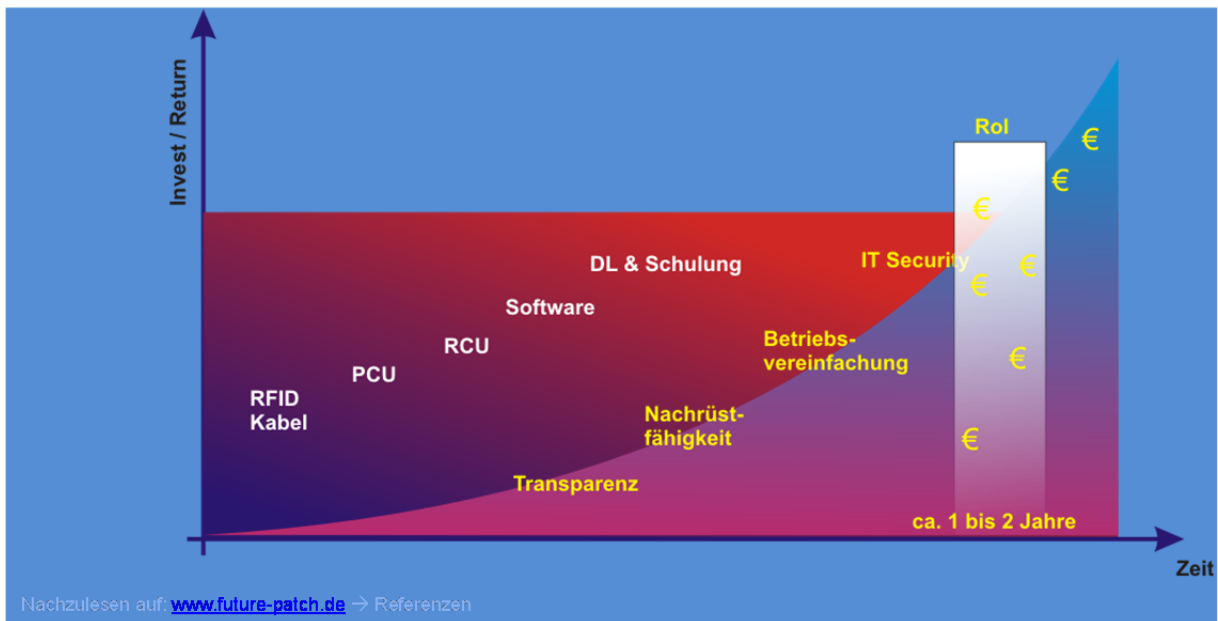 Invest / Return
RoI
€
€
€
DL & Schulung
IT Security
€
€
Software
Betriebs-
vereinfachung
RCU
€
PCU
RFID
Kabel
Nachrüst-
fähigkeit
€
Transparenz
ca. 1 bis 2 Jahre
Zeit
Nachzulesen auf: www.future-patch.de → Referenzen